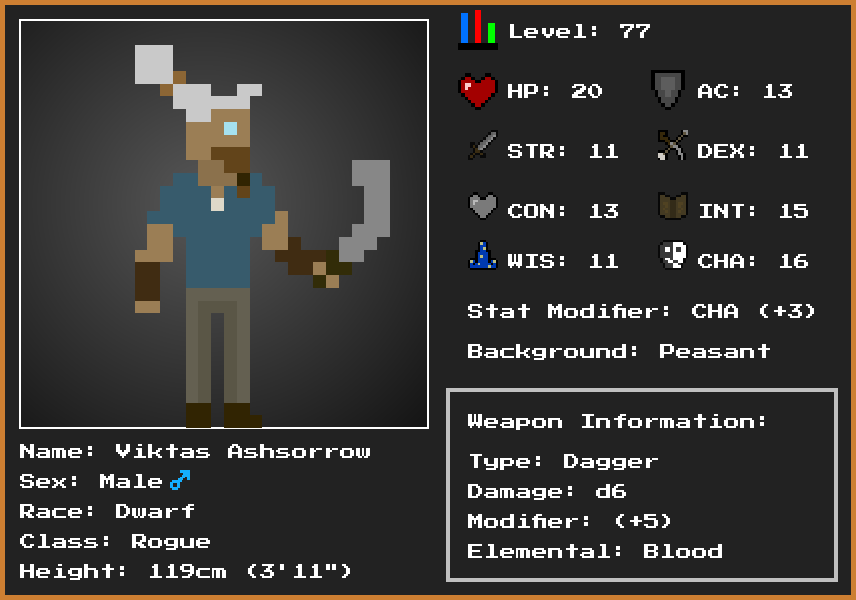 Level: 77
HP: 20
AC: 13
STR: 11
DEX: 11
CON: 13
INT: 15
WIS: 11
CHA: 16
Stat Modifier: CHA (+3)
Background: Peasant
Weapon Information:
Type: Dagger
Damage: d6
Modifier: (+5)
Elemental: Blood
Name: Viktas Ashsorrow
Sex: Male ♂
Race: Dwarf
Class: Rogue
Height: 119cm (3'11")